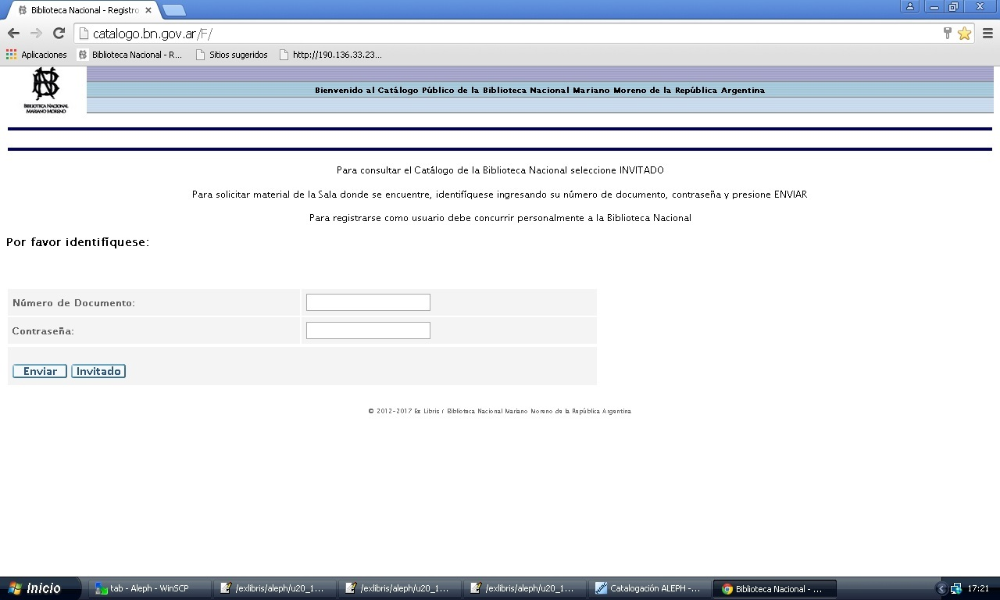 Biblioteca Nacional - Registro
catalogo.bn.gov.ar/F/
Aplicaciones Biblioteca Nacional - R... Sitios sugeridos http://190.136.33.23...
BIBLIOTECA NACIONAL
MARIANO MORENO
Bienvenido al Catálogo Público de la Biblioteca Nacional Mariano Moreno de la República Argentina
Para consultar el Catálogo de la Biblioteca Nacional seleccione INVITADO
Para solicitar material de la Sala donde se encuentre, identifíquese ingresando su número de documento, contraseña y presione ENVIAR
Para registrarse como usuario debe concurrir personalmente a la Biblioteca Nacional
Por favor identifíquese:
Número de Documento:
Contraseña:
Enviar Invitado
© 2012-2017 Ex Libris / Biblioteca Nacional Mariano Moreno de la República Argentina
Inicio tab - Aleph - WinSCP /exlibris/aleph/u20_1... /exlibris/aleph/u20_1... /exlibris/aleph/u20_1... Catalogación ALEPH -... Biblioteca Nacional - ... 17:21